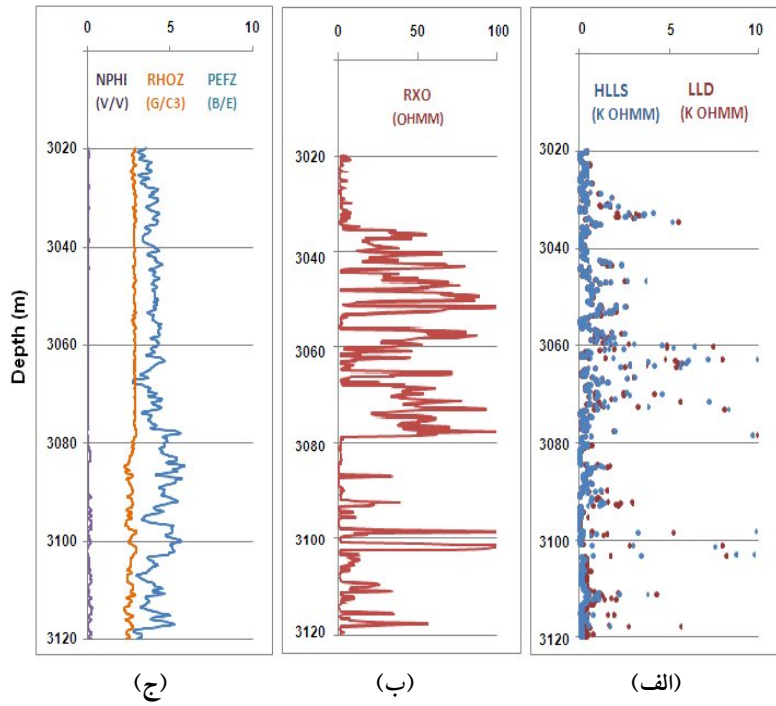 0 5 10
NPHI RHOZ PEFZ
(V/V) (G/C3) (B/E)
3020
3040
3060
3080
3100
3120
Depth (m)
(ج)
0 50 100
RXO
(OHMM)
3020
3040
3060
3080
3100
3120
(ب)
0 5 10
HLLS LLD
(K OHMM) (K OHMM)
3020
3040
3060
3080
3100
3120
(الف)